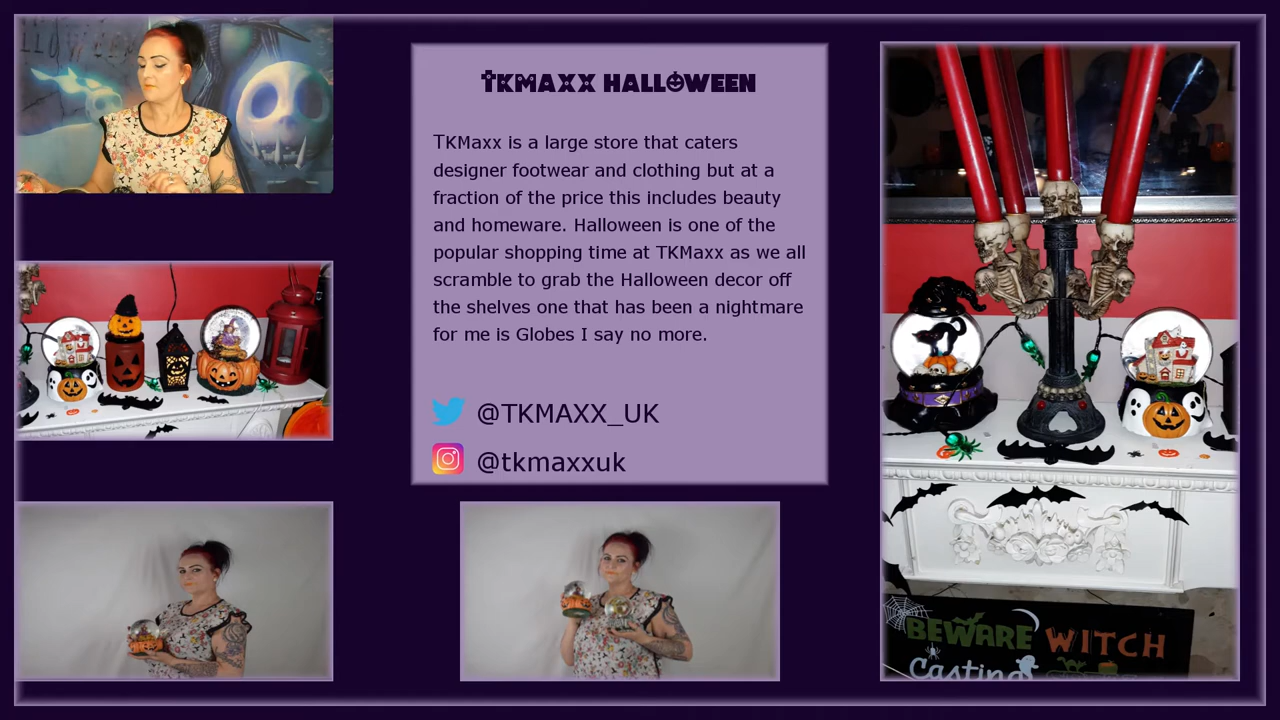 TKMAXX HALLOWEEN
TKMaxx is a large store that caters
designer footwear and clothing but at a
fraction of the price this includes beauty
and homeware. Halloween is one of the
popular shopping time at TKMaxx as we all
scramble to grab the Halloween decor off
the shelves one that has been a nightmare
for me is Globes I say no more.
@TKMAXX_UK
@tkmaxxuk
BEWARE WITCH
Casting